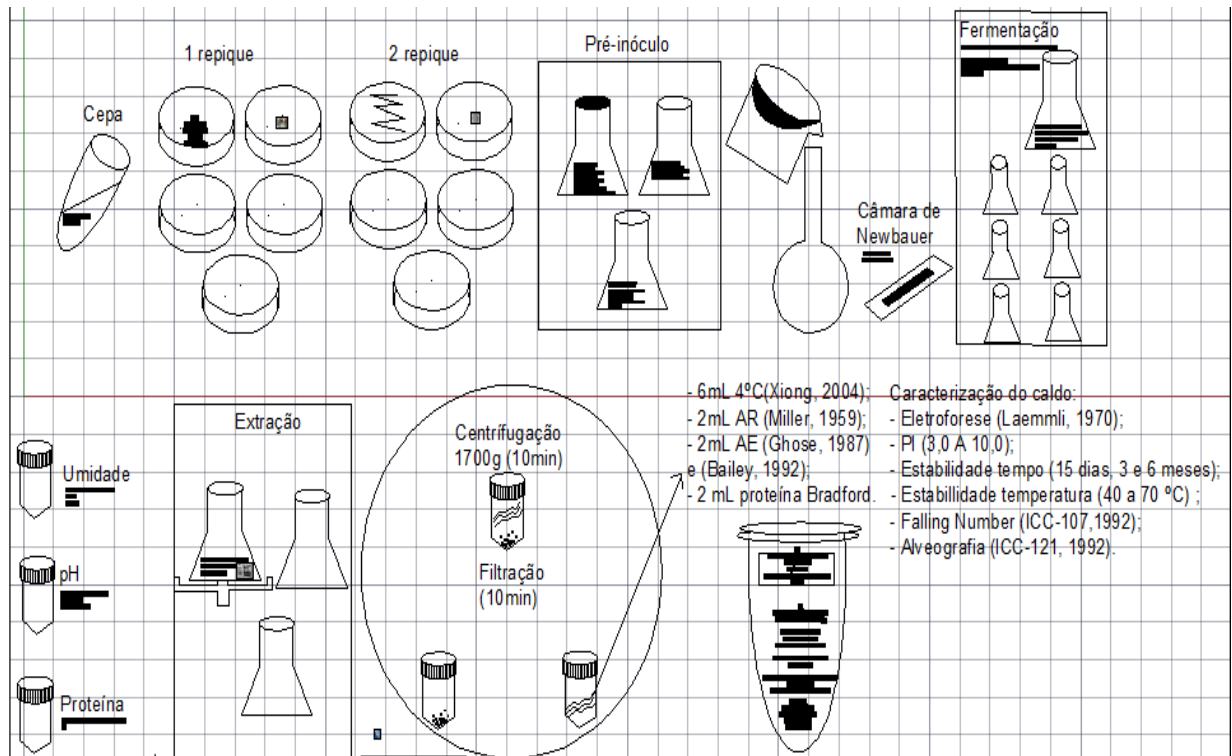 1 repique
2 repique
Pré-inóculo
Fermentação
Cepa
Câmara de
Newbauer
- 6mL 4ºC(Xiong, 2004);
- 2mL AR (Miller, 1959);
- 2mL AE (Ghose, 1987)
e (Bailey, 1992);
- 2 mL proteína Bradford.
Caracterização do caldo:
- Eletroforese (Laemmli, 1970);
- PI (3,0 A 10,0);
- Estabilidade tempo (15 dias, 3 e 6 meses);
- Estabillidade temperatura (40 a 70 ºC) ;
- Falling Number (ICC-107,1992);
- Alveografia (ICC-121, 1992).
Extração
Centrífugação
1700g (10min)
Filtração
(10min)
Umidade
pH
Proteína